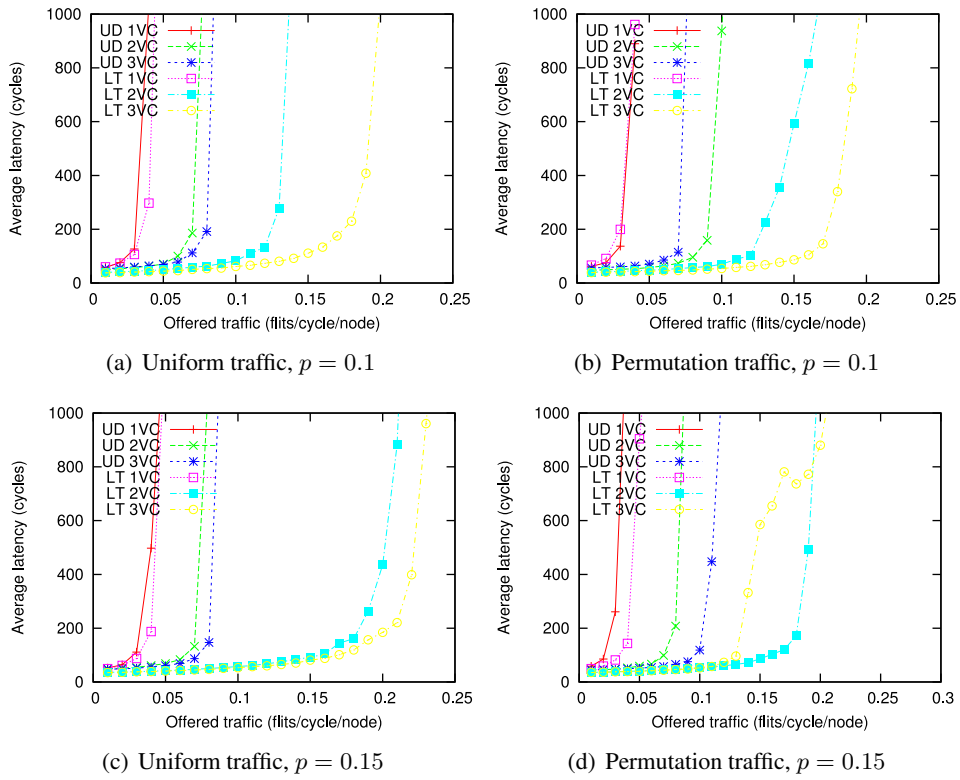 1000
800
600
400
200
0
Average latency (cycles)
UD 1VC
UD 2VC
UD 3VC
LT 1VC
LT 2VC
LT 3VC
0 0.05 0.1 0.15 0.2 0.25
Offered traffic (flits/cycle/node)
(a) Uniform traffic, p = 0.1
1000
800
600
400
200
0
Average latency (cycles)
UD 1VC
UD 2VC
UD 3VC
LT 1VC
LT 2VC
LT 3VC
0 0.05 0.1 0.15 0.2 0.25
Offered traffic (flits/cycle/node)
(b) Permutation traffic, p = 0.1
1000
800
600
400
200
0
Average latency (cycles)
UD 1VC
UD 2VC
UD 3VC
LT 1VC
LT 2VC
LT 3VC
0 0.05 0.1 0.15 0.2 0.25
Offered traffic (flits/cycle/node)
(c) Uniform traffic, p = 0.15
1000
800
600
400
200
0
Average latency (cycles)
UD 1VC
UD 2VC
UD 3VC
LT 1VC
LT 2VC
LT 3VC
0 0.05 0.1 0.15 0.2 0.25 0.3
Offered traffic (flits/cycle/node)
(d) Permutation traffic, p = 0.15